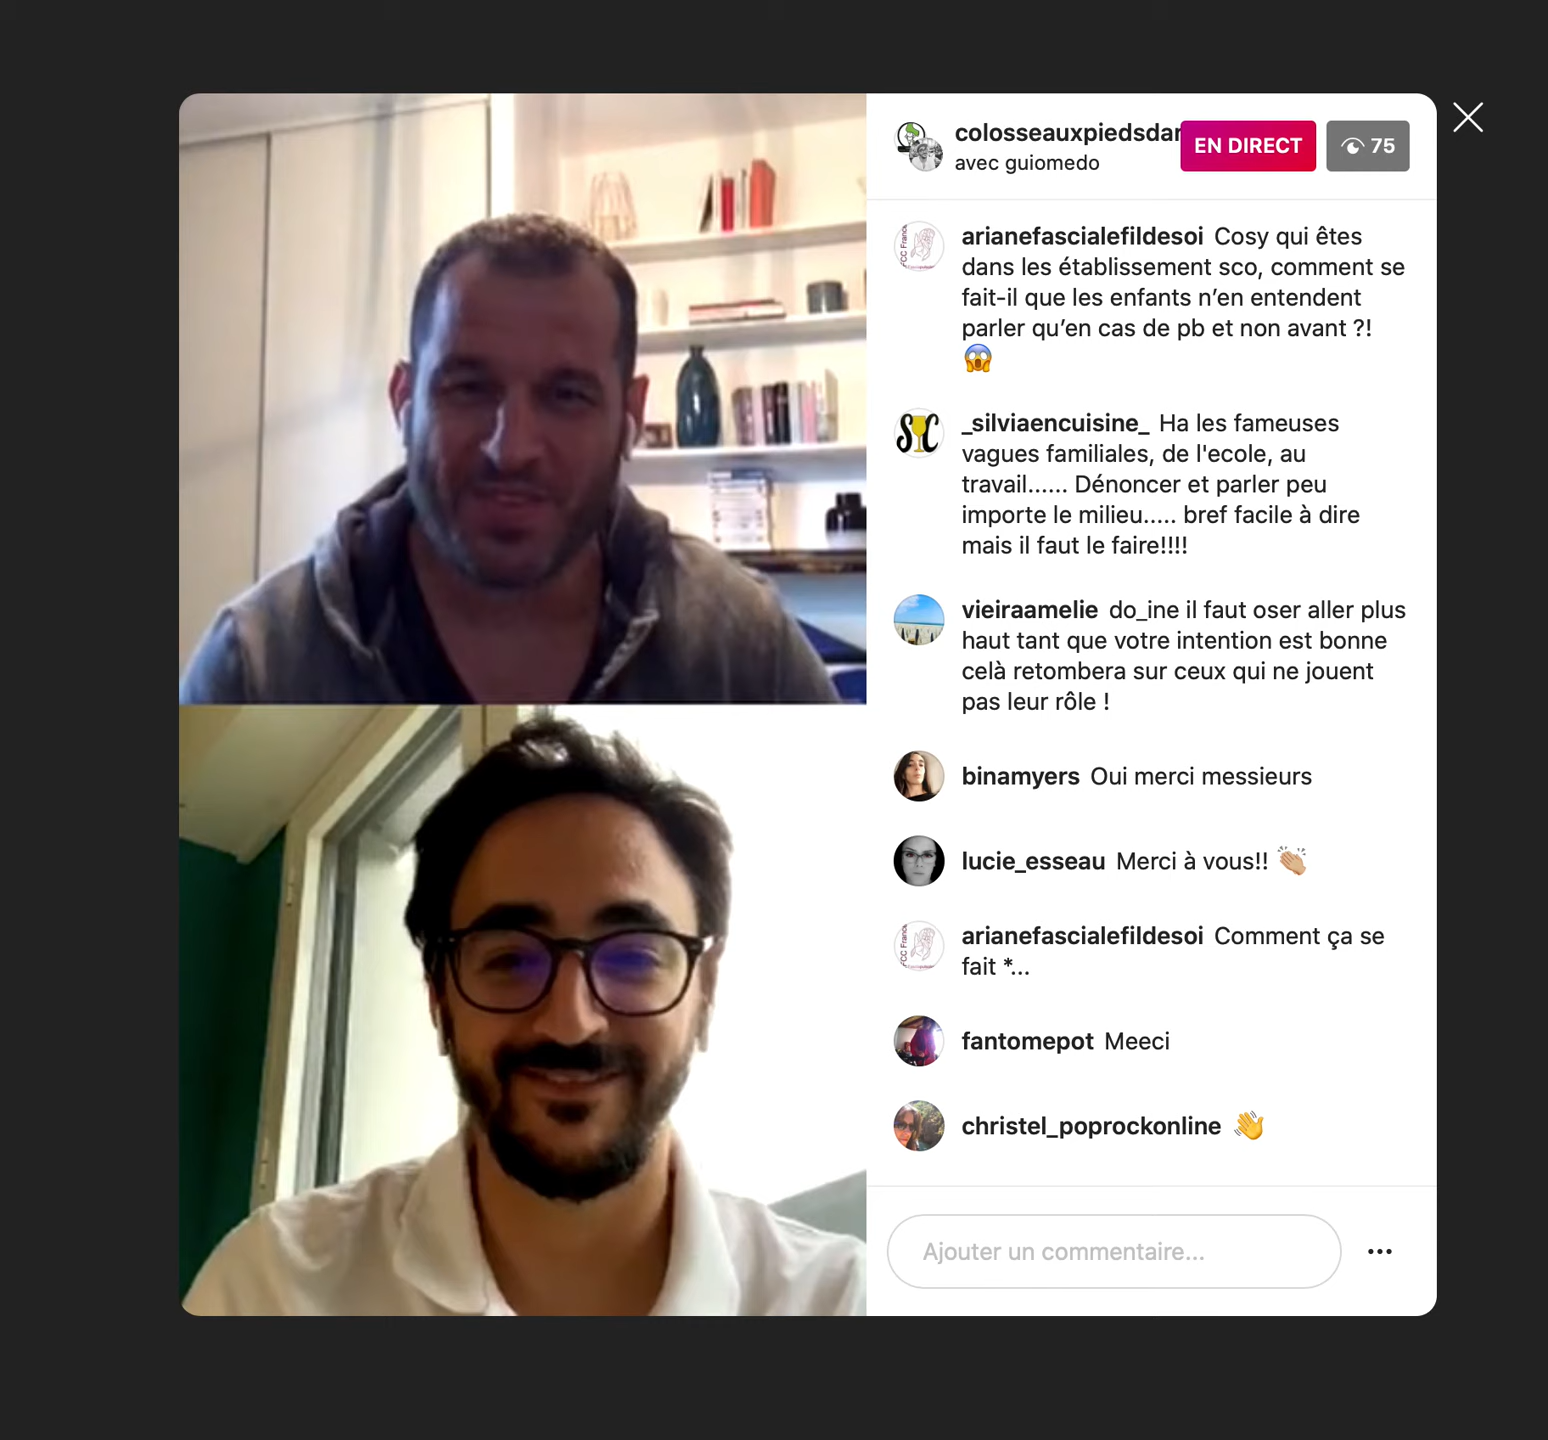 colosseauxpiedsdar
avec guiomedo
EN DIRECT
75
arianefascialefildesoi Cosy qui êtes
dans les établissement sco, comment se
fait-il que les enfants n’en entendent
parler qu’en cas de pb et non avant ?!
😱
_silviaencuisine_ Ha les fameuses
vagues familiales, de l'ecole, au
travail...... Dénoncer et parler peu
importe le milieu..... bref facile à dire
mais il faut le faire!!!!
vieiraamelie do_ine il faut oser aller plus
haut tant que votre intention est bonne
celà retombera sur ceux qui ne jouent
pas leur rôle !
binamyers Oui merci messieurs
lucie_esseau Merci à vous!! 👏🏼
arianefascialefildesoi Comment ça se
fait *...
fantomepot Meeci
christel_poprockonline 👋
Ajouter un commentaire...